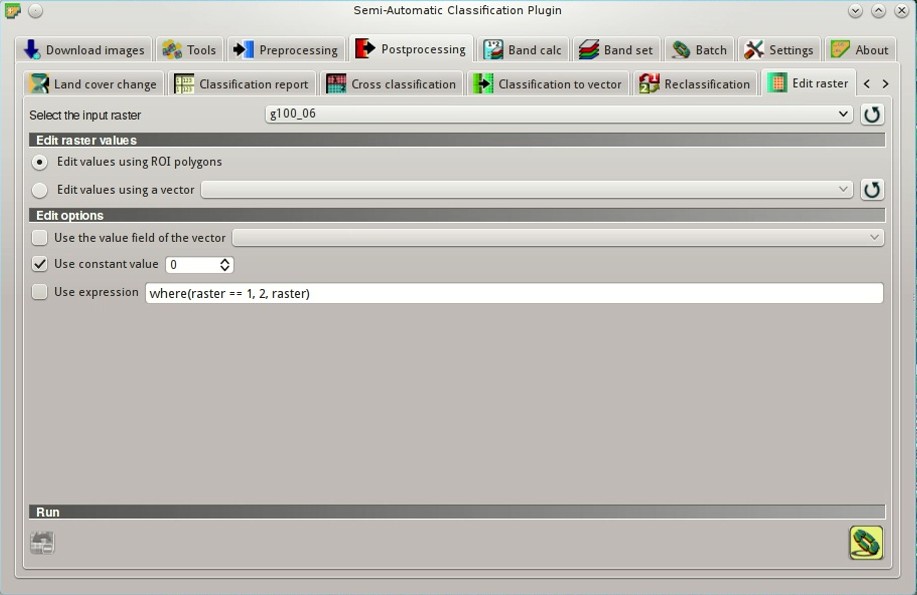 Semi-Automatic Classification Plugin
Download images Tools Preprocessing Postprocessing Band calc Band set Batch Settings About
Land cover change Classification report Cross classification Classification to vector Reclassification Edit raster
Select the input raster g100_06
Edit raster values
Edit values using ROI polygons
Edit values using a vector
Edit options
Use the value field of the vector
Use constant value 0
Use expression where(raster == 1, 2, raster)
Run